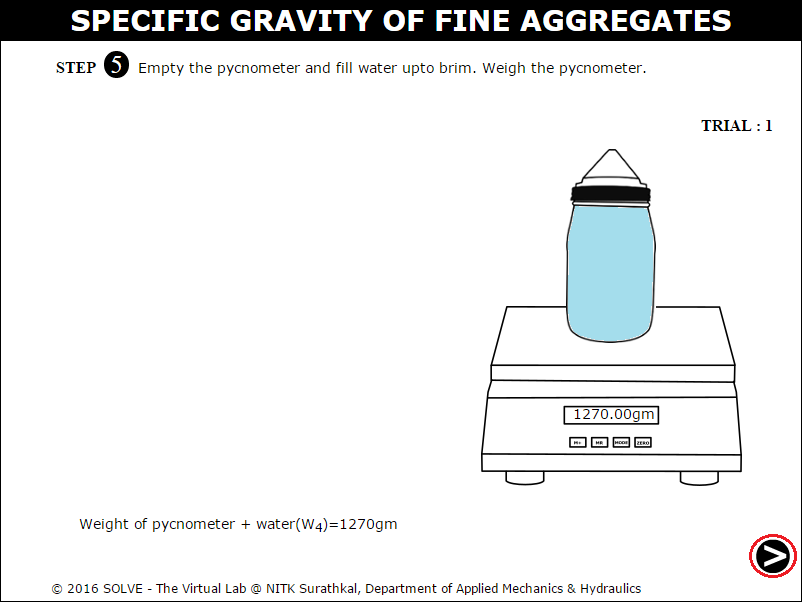 SPECIFIC GRAVITY OF FINE AGGREGATES
STEP 5 Empty the pycnometer and fill water upto brim. Weigh the pycnometer.
TRIAL : 1
1270.00gm
M+ MR MODE ZERO
Weight of pycnometer + water(W4)=1270gm
>
© 2016 SOLVE - The Virtual Lab @ NITK Surathkal, Department of Applied Mechanics & Hydraulics